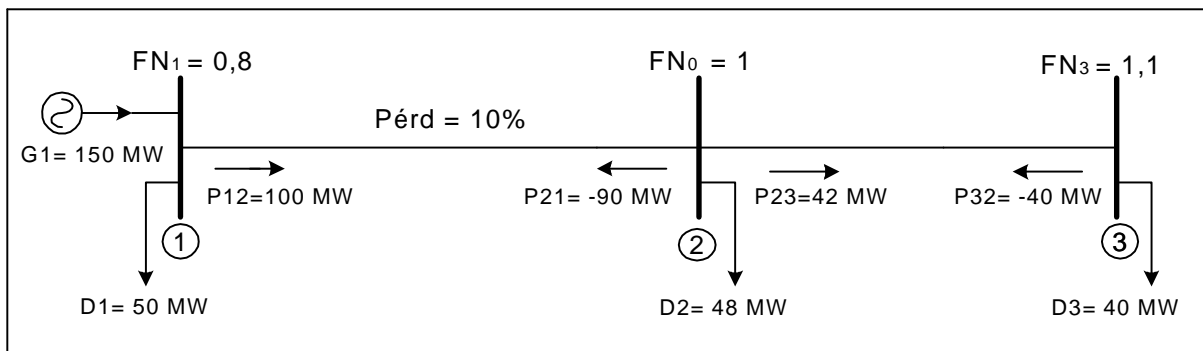 FN1 = 0,8
FN0 = 1
FN3 = 1,1
Pérd = 10%
G1= 150 MW
P12=100 MW
P21= -90 MW
P23=42 MW
P32= -40 MW
1
2
3
D1= 50 MW
D2= 48 MW
D3= 40 MW